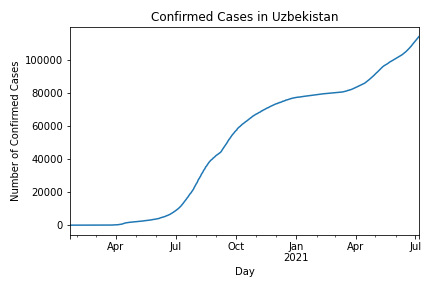 Confirmed Cases in Uzbekistan
Number of Confirmed Cases
100000
80000
60000
40000
20000
0
Apr Jul Oct Jan Apr Jul
2021
Day